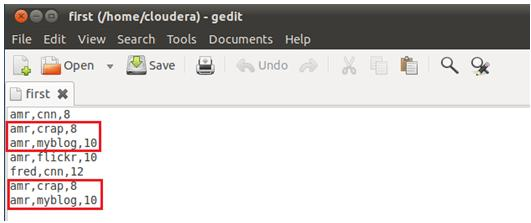 first (/home/cloudera) - gedit
File Edit View Search Tools Documents Help
Open Save Undo
first
amr,cnn,8
amr,crap,8
amr,myblog,10
amr,flickr,10
fred,cnn,12
amr,crap,8
amr,myblog,10